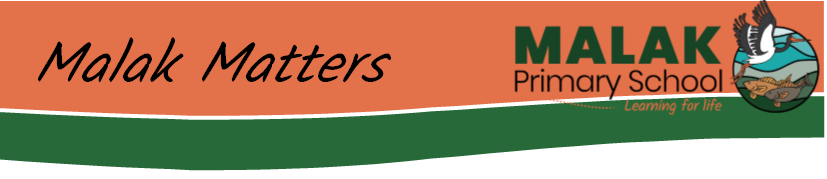 Malak Matters
MALAK
Primary School
Learning for life